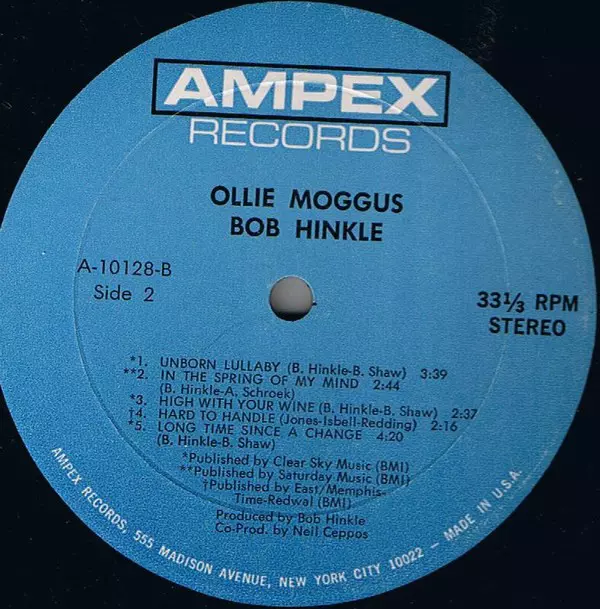 AMPEX
RECORDS
OLLIE MOGGUS
BOB HINKLE
A-10128-B
Side 2
33⅓ RPM
STEREO
*1. UNBORN LULLABY (B. Hinkle-B. Shaw) 3:39
**2. IN THE SPRING OF MY MIND 2:44
(B. Hinkle-A. Schroek)
*3. HIGH WITH YOUR WINE (B. Hinkle-B. Shaw) 2:37
†4. HARD TO HANDLE (Jones-Isbell-Redding) 2:16
*5. LONG TIME SINCE A CHANGE 4:20
(B. Hinkle-B. Shaw)
*Published by Clear Sky Music (BMI)
**Published by Saturday Music (BMI)
†Published by East/Memphis-
Time-Redwal (BMI)
Produced by Bob Hinkle
Co-Prod. by Neil Ceppos
AMPEX RECORDS, 555 MADISON AVENUE, NEW YORK CITY 10022 – MADE IN U.S.A.